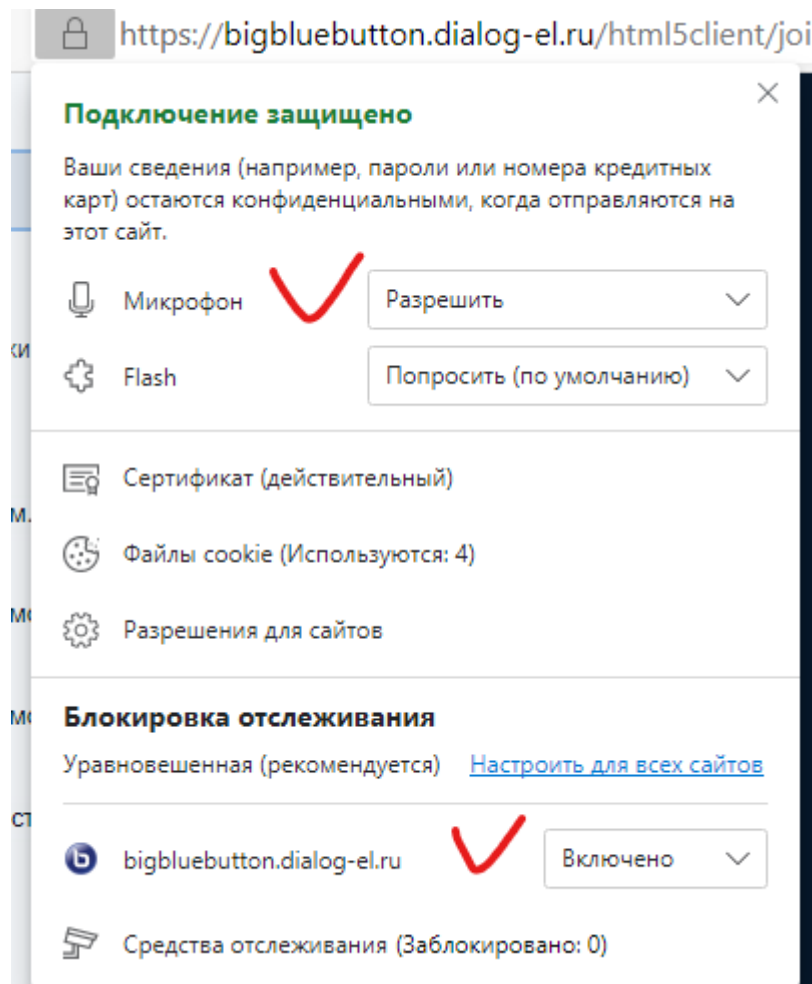 https://bigbluebutton.dialog-el.ru/html5client/joi
Подключение защищено
Ваши сведения (например, пароли или номера кредитных
карт) остаются конфиденциальными, когда отправляются на
этот сайт.
Микрофон Разрешить
Flash Попросить (по умолчанию)
Сертификат (действительный)
Файлы cookie (Используются: 4)
Разрешения для сайтов
Блокировка отслеживания
Уравновешенная (рекомендуется) Настроить для всех сайтов
bigbluebutton.dialog-el.ru Включено
Средства отслеживания (Заблокировано: 0)